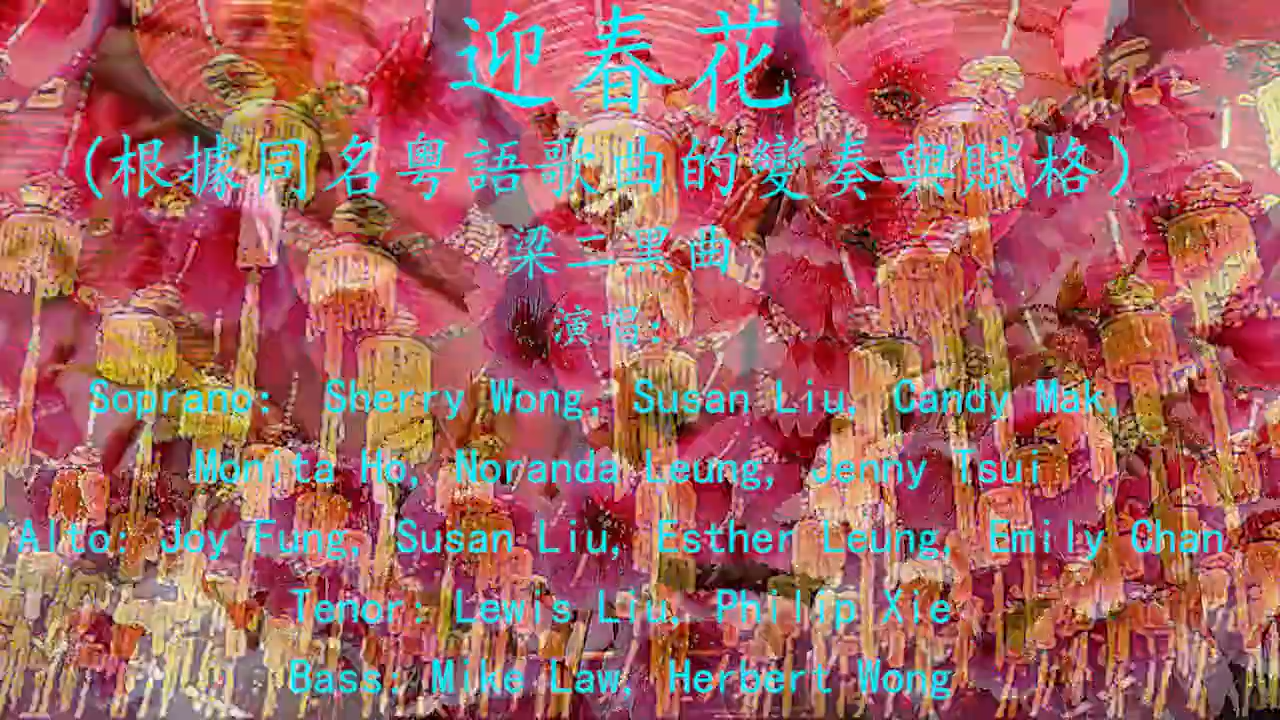 迎春花
(根據同名粵語歌曲的變奏與賦格)
梁二黑曲
演唱:
Soprano: Sherry Wong, Susan Liu, Candy Mak,
Monita Ho, Noranda Leung, Jenny Tsui
Alto: Joy Fung, Susan Liu, Esther Leung, Emily Chan
Tenor: Lewis Liu, Philip Xie
Bass: Mike Law, Herbert Wong